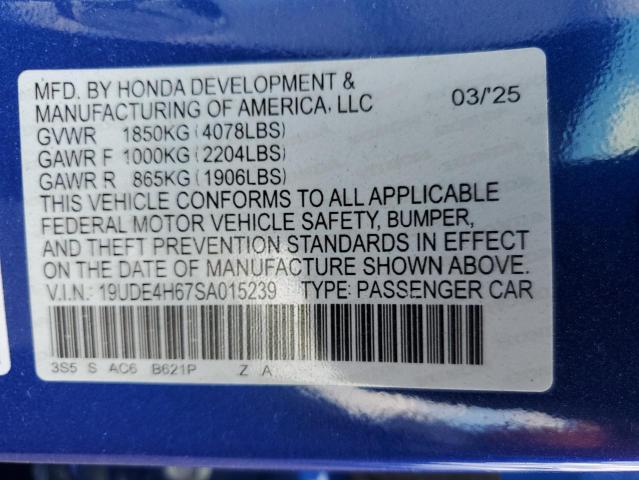 MFD. BY HONDA DEVELOPMENT &
MANUFACTURING OF AMERICA, LLC 03/'25
GVWR 1850KG (4078LBS)
GAWR F 1000KG (2204LBS)
GAWR R 865KG (1906LBS)
THIS VEHICLE CONFORMS TO ALL APPLICABLE
FEDERAL MOTOR VEHICLE SAFETY, BUMPER,
AND THEFT PREVENTION STANDARDS IN EFFECT
ON THE DATE OF MANUFACTURE SHOWN ABOVE.
V.I.N.: 19UDE4H67SA015239 TYPE: PASSENGER CAR
3S5 S AC6 B621P Z A